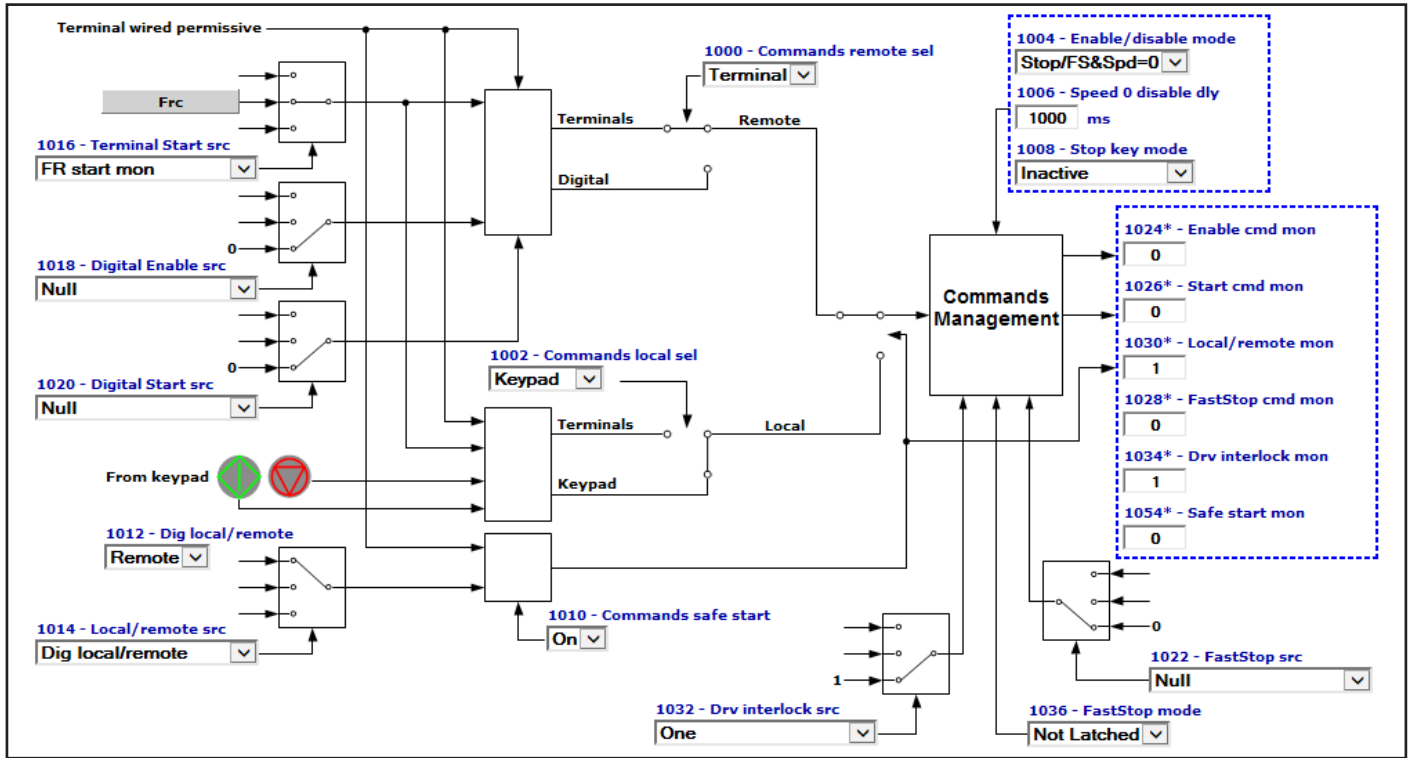 Terminal wired permissive
Frc
1016 - Terminal Start src
FR start mon
0
1018 - Digital Enable src
Null
0
1020 - Digital Start src
Null
From keypad
1012 - Dig local/remote
Remote
1014 - Local/remote src
Dig local/remote
1000 - Commands remote sel
Terminal
Terminals
Remote
Digital
1002 - Commands local sel
Keypad
Terminals
Local
Keypad
1010 - Commands safe start
On
1004 - Enable/disable mode
Stop/FS&Spd=0
1006 - Speed 0 disable dly
1000 ms
1008 - Stop key mode
Inactive
Commands
Management
1024* - Enable cmd mon
0
1026* - Start cmd mon
0
1030* - Local/remote mon
1
1028* - FastStop cmd mon
0
1034* - Drv interlock mon
1
1054* - Safe start mon
0
1
1032 - Drv interlock src
One
0
1022 - FastStop src
Null
1036 - FastStop mode
Not Latched